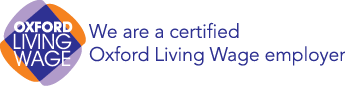 OXFORD
LIVING
WAGE
We are a certified
Oxford Living Wage employer